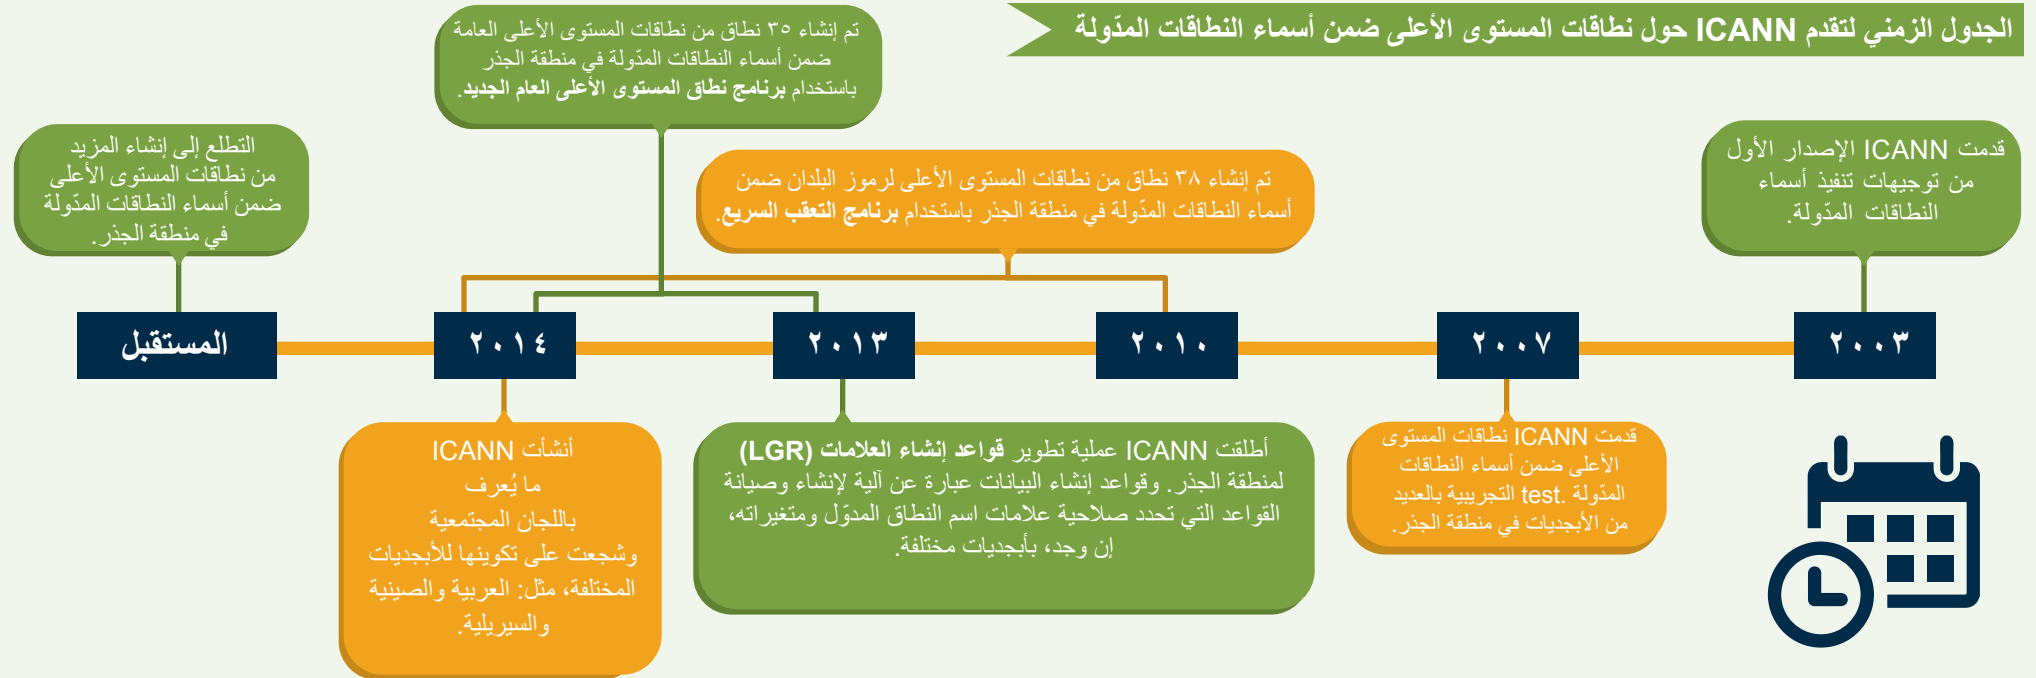 الجدول الزمني لتقدم ICANN حول نطاقات المستوى الأعلى ضمن أسماء النطاقات المدّولة
قدمت ICANN الإصدار الأول
من توجيهات تنفيذ أسماء
النطاقات المدّولة.
تم إنشاء ٣٨ نطاق من نطاقات المستوى الأعلى لرموز البلدان ضمن
أسماء النطاقات المدّولة في منطقة الجذر باستخدام برنامج التعقب السريع.
تم إنشاء ٣٥ نطاق من نطاقات المستوى الأعلى العامة
ضمن أسماء النطاقات المدّولة في منطقة الجذر
باستخدام برنامج نطاق المستوى الأعلى العام الجديد.
التطلع إلى إنشاء المزيد
من نطاقات المستوى الأعلى
ضمن أسماء النطاقات المدّولة
في منطقة الجذر.
٢٠٠٣
٢٠٠٧
٢٠١٠
٢٠١٣
٢٠١٤
المستقبل
قدمت ICANN نطاقات المستوى
الأعلى ضمن أسماء النطاقات
المدّولة .test التجريبية بالعديد
من الأبجديات في منطقة الجذر.
أطلقت ICANN عملية تطوير قواعد إنشاء العلامات (LGR)
لمنطقة الجذر. وقواعد إنشاء البيانات عبارة عن آلية لإنشاء وصيانة
القواعد التي تحدد صلاحية علامات اسم النطاق المدوّل ومتغيراته،
إن وجد، بأبجديات مختلفة.
أنشأت ICANN
ما يُعرف
باللجان المجتمعية
وشجعت على تكوينها للأبجديات
المختلفة، مثل: العربية والصينية
والسيريلية.